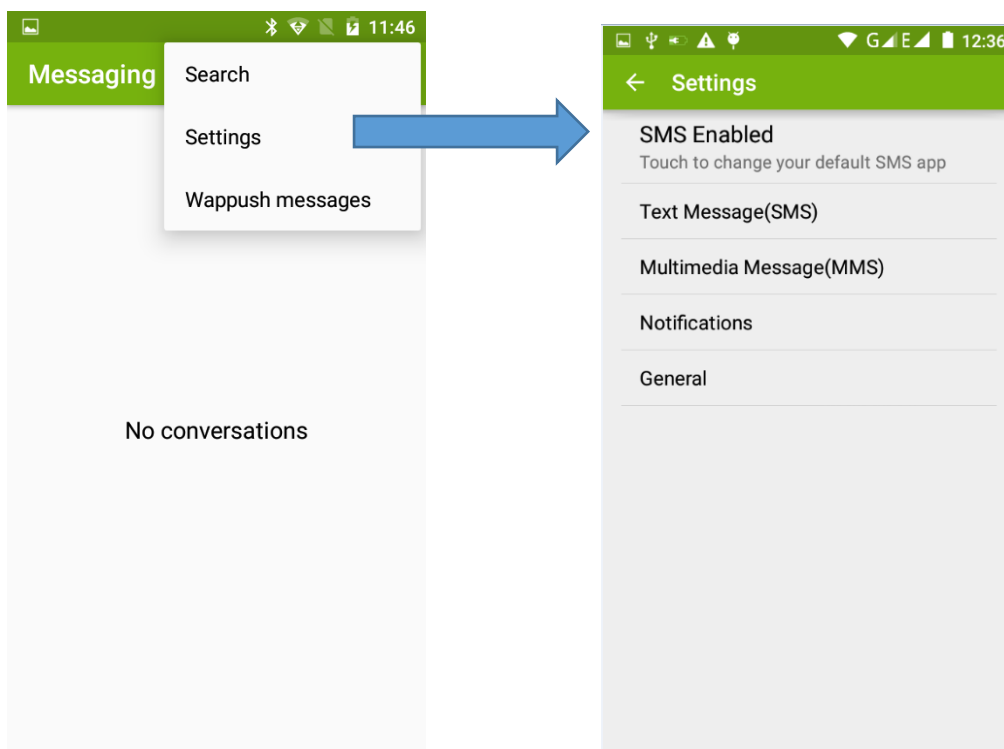 11:46
Messaging
Search
Settings
Wappush messages
No conversations
G E 12:36
Settings
SMS Enabled
Touch to change your default SMS app
Text Message(SMS)
Multimedia Message(MMS)
Notifications
General